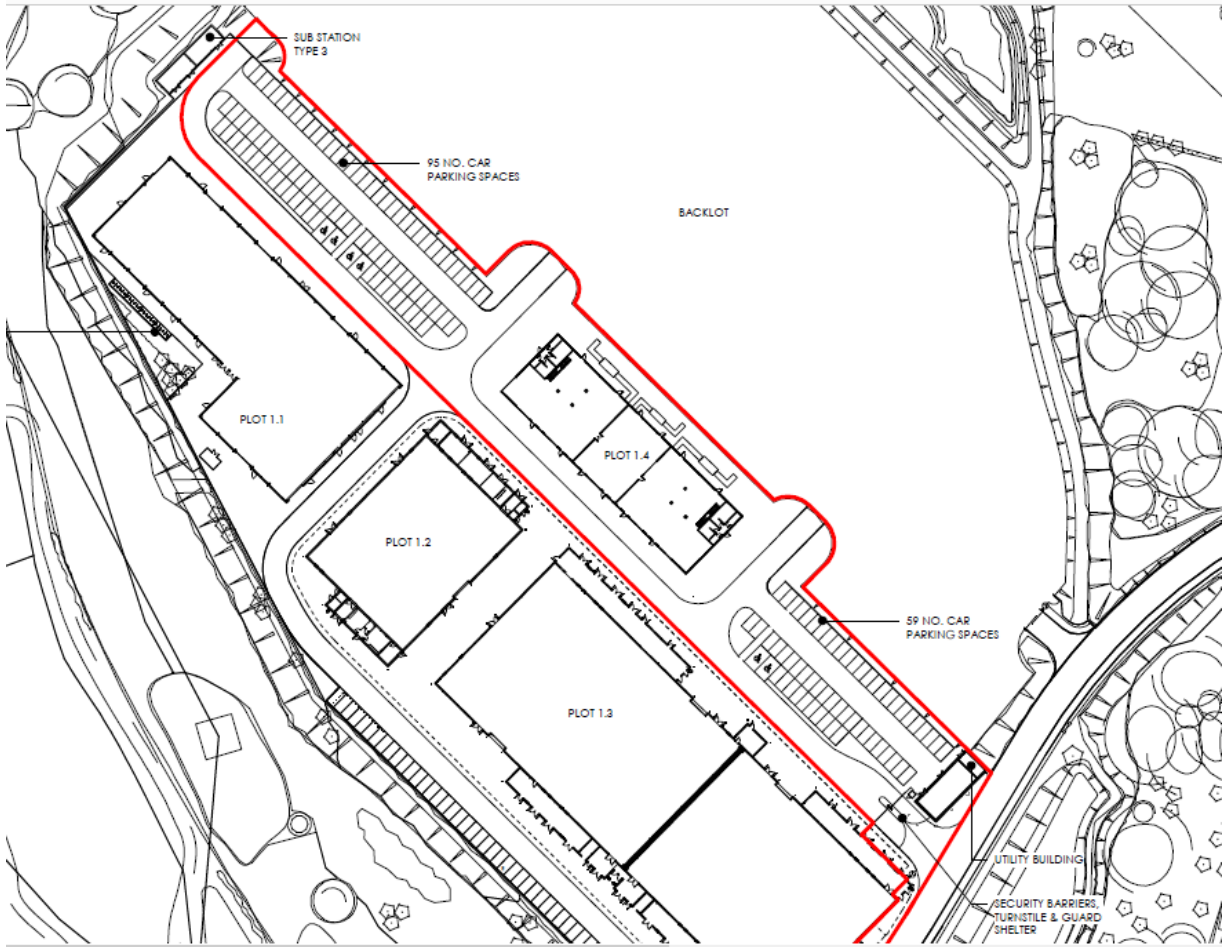 SUB STATION
TYPE 3
95 NO. CAR
PARKING SPACES
BACKLOT
PLOT 1.1
PLOT 1.4
PLOT 1.2
59 NO. CAR
PARKING SPACES
PLOT 1.3
UTILITY BUILDING
SECURITY BARRIERS,
TURNSTILE & GUARD
SHELTER